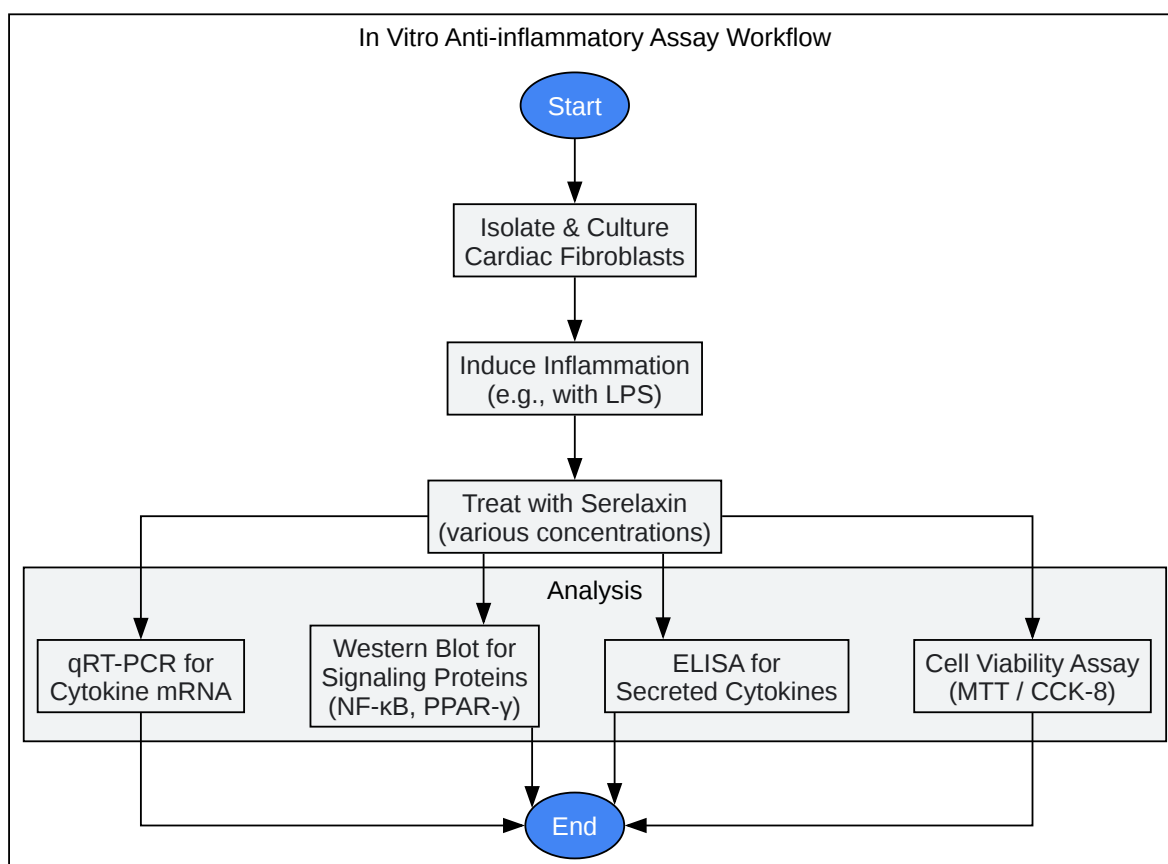 In Vitro Anti-inflammatory Assay Workflow
Start
Isolate & Culture
Cardiac Fibroblasts
Induce Inflammation
(e.g., with LPS)
Treat with Serelaxin
(various concentrations)
Analysis
qRT-PCR for
Cytokine mRNA
Western Blot for
Signaling Proteins
(NF-κB, PPAR-γ)
ELISA for
Secreted Cytokines
Cell Viability Assay
(MTT / CCK-8)
End